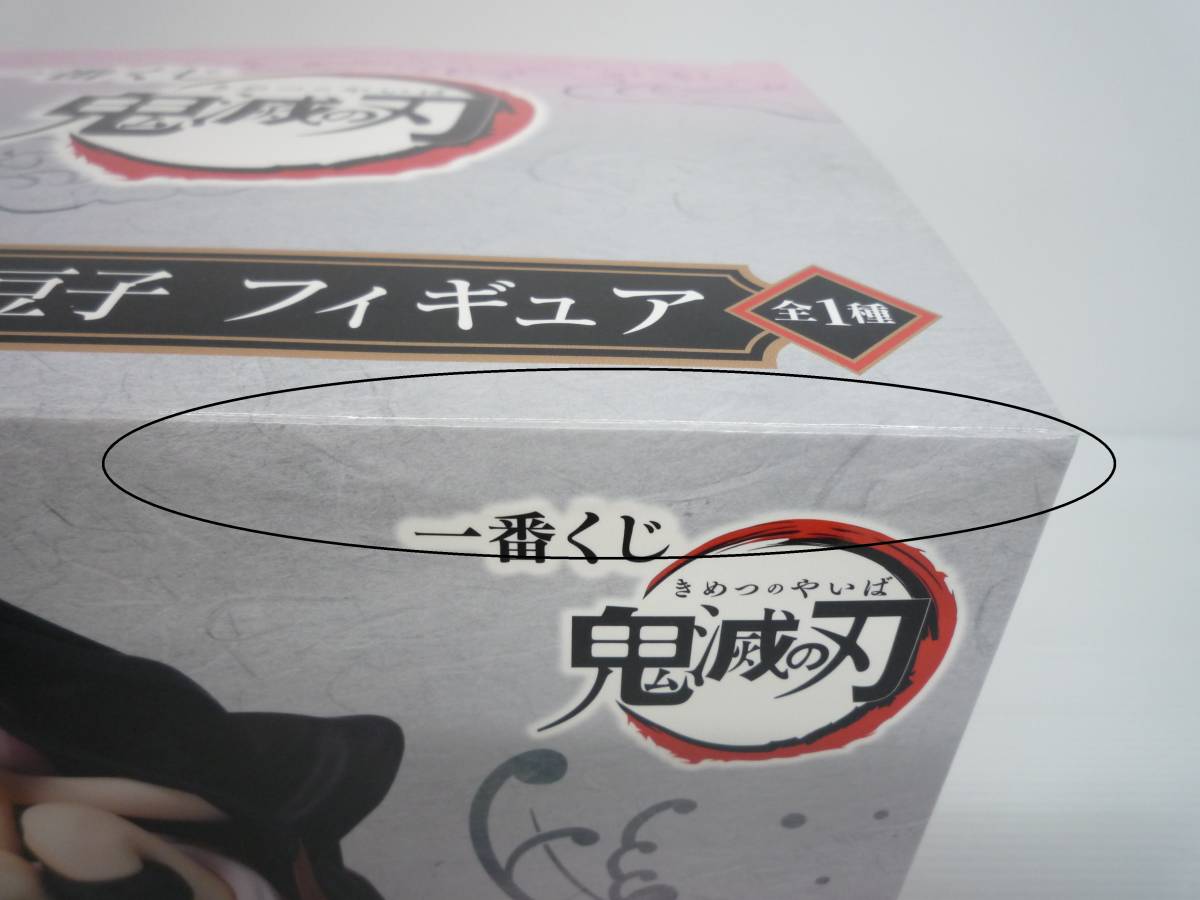 鬼滅の刃
豆子 フィギュア
全1種
一番くじ
きめつのやいば
鬼滅の刃